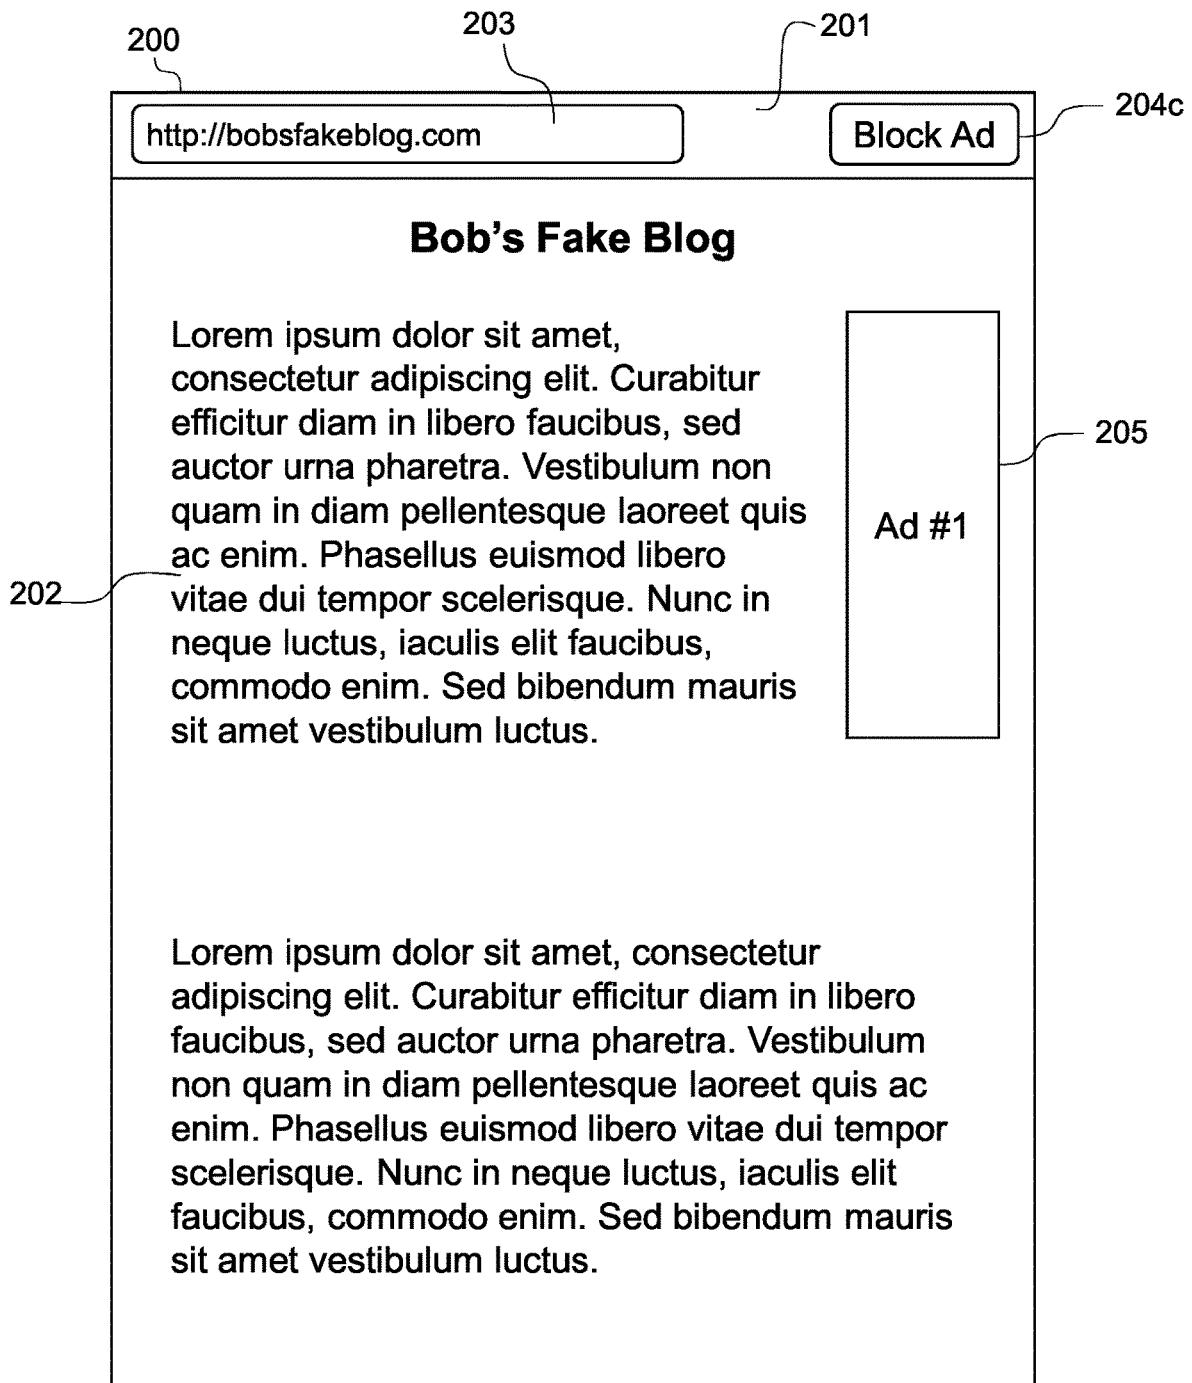 200
203
201
204c
http://bobsfakeblog.com
Block Ad
Bob’s Fake Blog
Lorem ipsum dolor sit amet,
consectetur adipiscing elit. Curabitur
efficitur diam in libero faucibus, sed
auctor urna pharetra. Vestibulum non
quam in diam pellentesque laoreet quis
ac enim. Phasellus euismod libero
vitae dui tempor scelerisque. Nunc in
neque luctus, iaculis elit faucibus,
commodo enim. Sed bibendum mauris
sit amet vestibulum luctus.
205
Ad #1
202
Lorem ipsum dolor sit amet, consectetur
adipiscing elit. Curabitur efficitur diam in libero
faucibus, sed auctor urna pharetra. Vestibulum
non quam in diam pellentesque laoreet quis ac
enim. Phasellus euismod libero vitae dui tempor
scelerisque. Nunc in neque luctus, iaculis elit
faucibus, commodo enim. Sed bibendum mauris
sit amet vestibulum luctus.